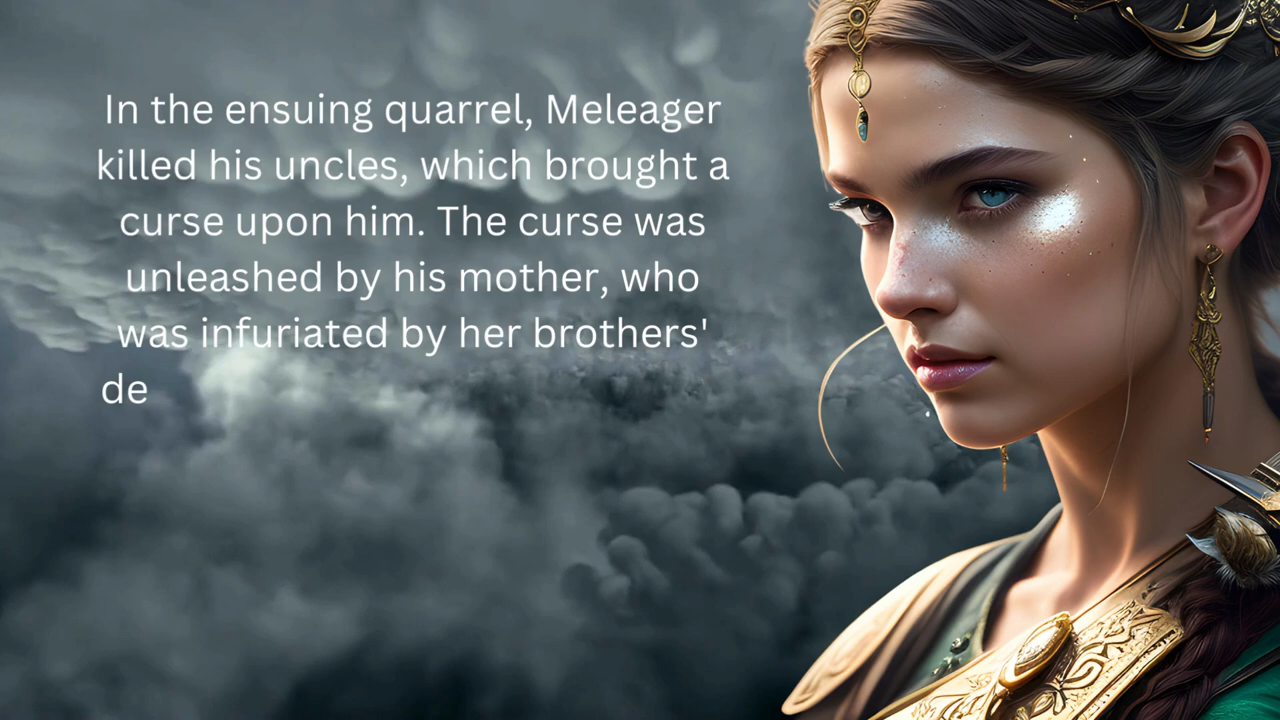 In the ensuing quarrel, Meleager
killed his uncles, which brought a
curse upon him. The curse was
unleashed by his mother, who
was infuriated by her brothers'
de